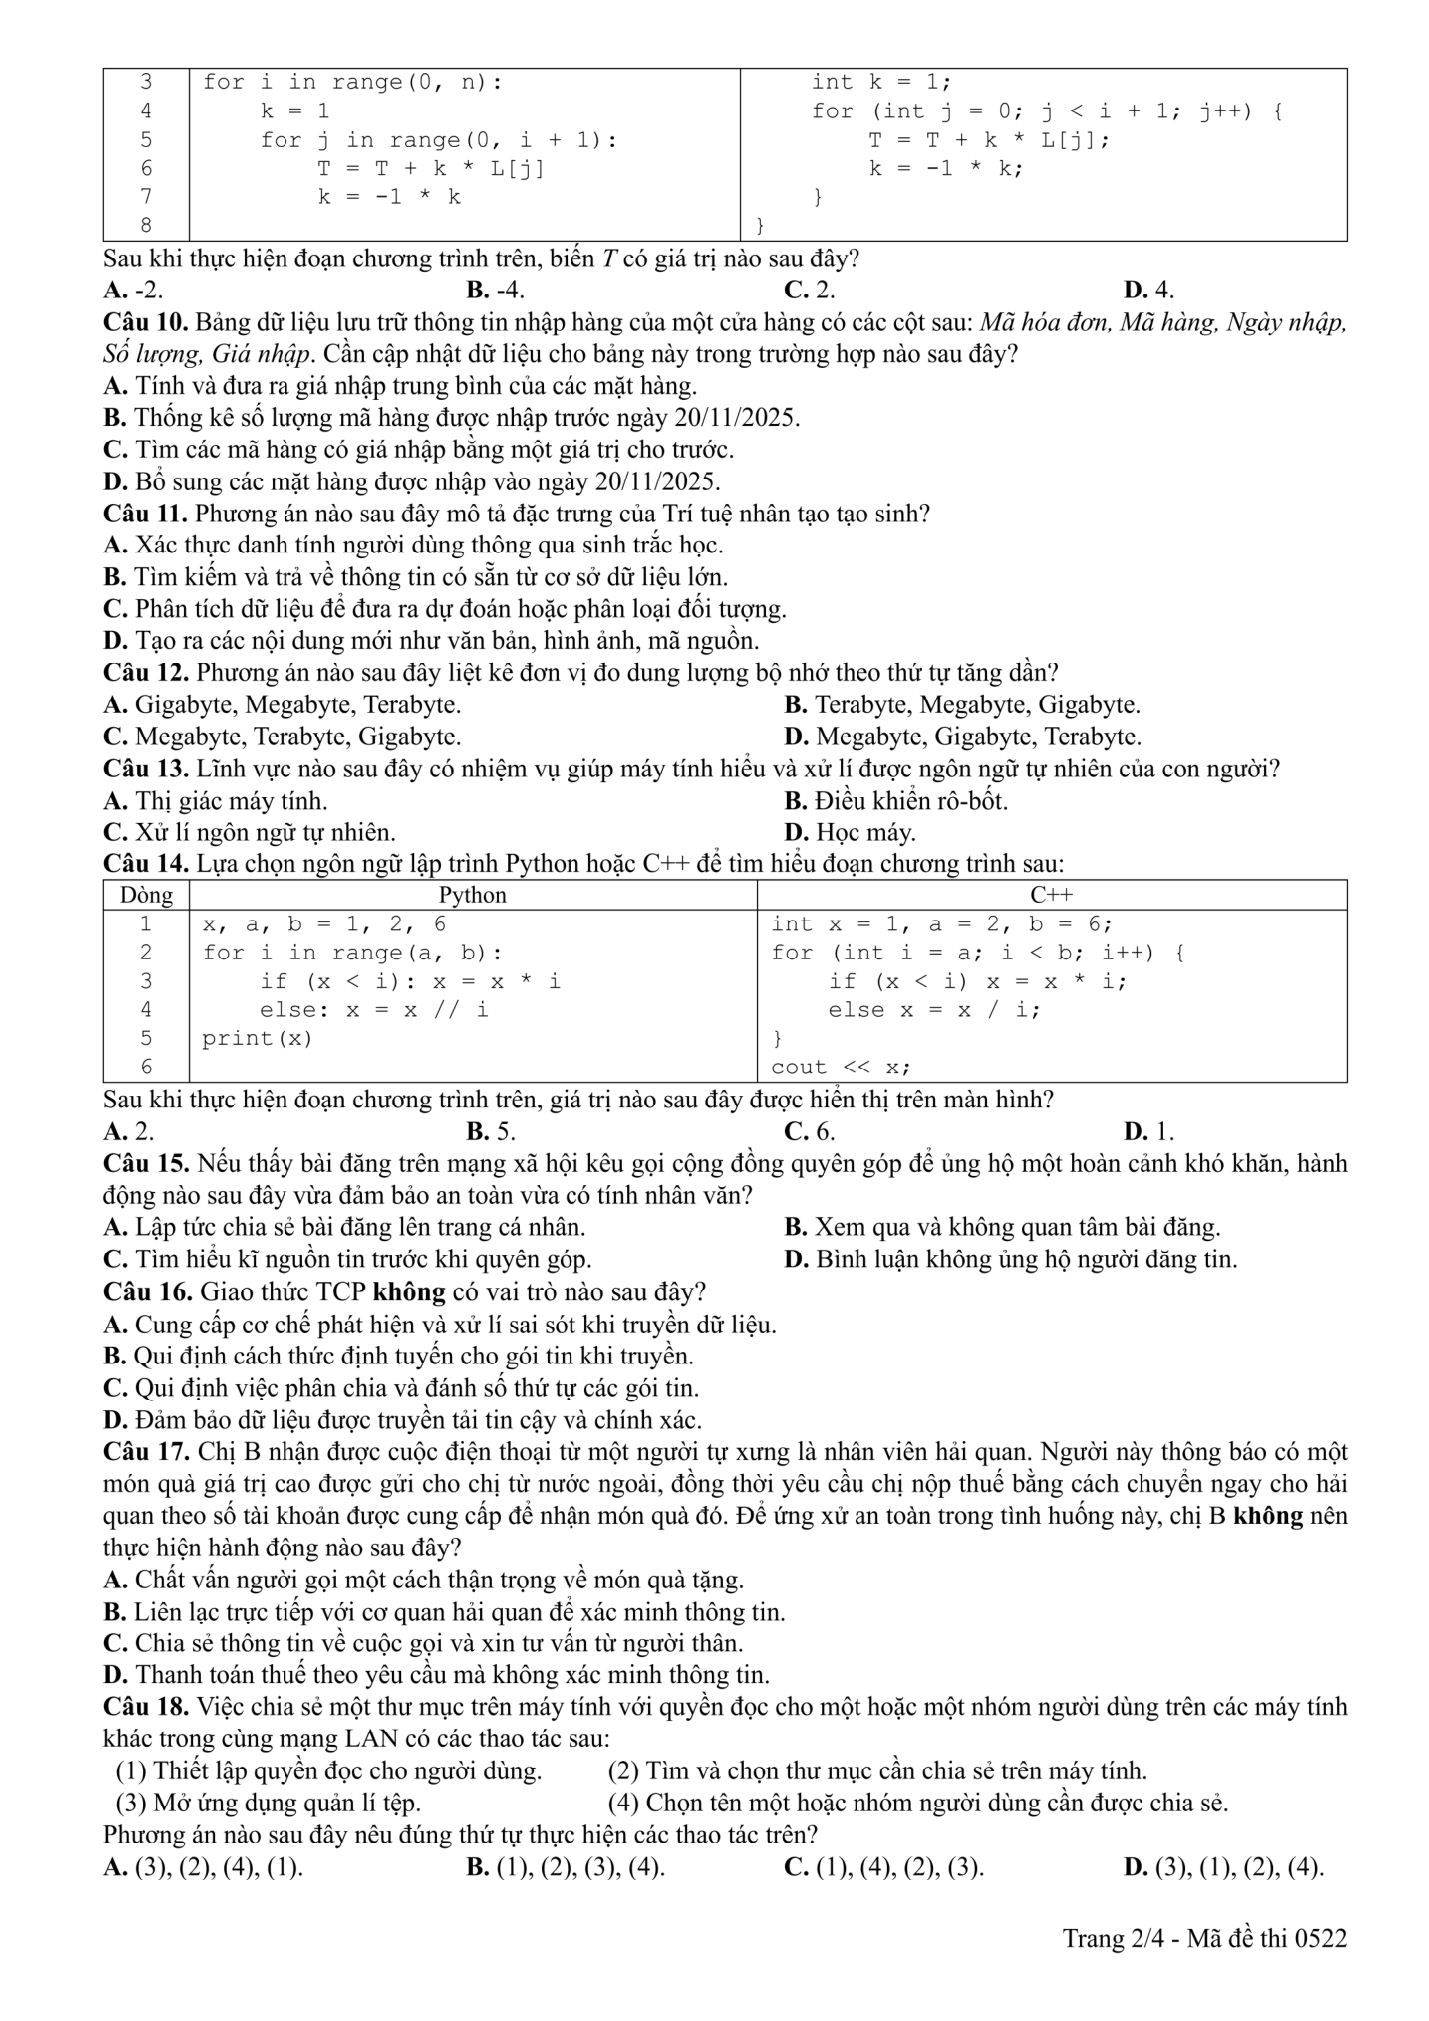 3 for i in range(0, n): int k = 1;
4 k = 1 for (int j = 0; j < i + 1; j++) {
5 for j in range(0, i + 1): T = T + k * L[j];
6 T = T + k * L[j] k = -1 * k;
7 k = -1 * k }
8 }
Sau khi thực hiện đoạn chương trình trên, biến T có giá trị nào sau đây?
A. -2. B. -4. C. 2. D. 4.
Câu 10. Bảng dữ liệu lưu trữ thông tin nhập hàng của một cửa hàng có các cột sau: Mã hóa đơn, Mã hàng, Ngày nhập,
Số lượng, Giá nhập. Cần cập nhật dữ liệu cho bảng này trong trường hợp nào sau đây?
A. Tính và đưa ra giá nhập trung bình của các mặt hàng.
B. Thống kê số lượng mã hàng được nhập trước ngày 20/11/2025.
C. Tìm các mã hàng có giá nhập bằng một giá trị cho trước.
D. Bổ sung các mặt hàng được nhập vào ngày 20/11/2025.
Câu 11. Phương án nào sau đây mô tả đặc trưng của Trí tuệ nhân tạo tạo sinh?
A. Xác thực danh tính người dùng thông qua sinh trắc học.
B. Tìm kiếm và trả về thông tin có sẵn từ cơ sở dữ liệu lớn.
C. Phân tích dữ liệu để đưa ra dự đoán hoặc phân loại đối tượng.
D. Tạo ra các nội dung mới như văn bản, hình ảnh, mã nguồn.
Câu 12. Phương án nào sau đây liệt kê đơn vị đo dung lượng bộ nhớ theo thứ tự tăng dần?
A. Gigabyte, Megabyte, Terabyte. B. Terabyte, Megabyte, Gigabyte.
C. Megabyte, Terabyte, Gigabyte. D. Megabyte, Gigabyte, Terabyte.
Câu 13. Lĩnh vực nào sau đây có nhiệm vụ giúp máy tính hiểu và xử lí được ngôn ngữ tự nhiên của con người?
A. Thị giác máy tính. B. Điều khiển rô-bốt.
C. Xử lí ngôn ngữ tự nhiên. D. Học máy.
Câu 14. Lựa chọn ngôn ngữ lập trình Python hoặc C++ để tìm hiểu đoạn chương trình sau:
Dòng Python C++
1 x, a, b = 1, 2, 6 int x = 1, a = 2, b = 6;
2 for i in range(a, b): for (int i = a; i < b; i++) {
3 if (x < i): x = x * i if (x < i) x = x * i;
4 else: x = x // i else x = x / i;
5 print(x) }
6 cout << x;
Sau khi thực hiện đoạn chương trình trên, giá trị nào sau đây được hiển thị trên màn hình?
A. 2. B. 5. C. 6. D. 1.
Câu 15. Nếu thấy bài đăng trên mạng xã hội kêu gọi cộng đồng quyên góp để ủng hộ một hoàn cảnh khó khăn, hành
động nào sau đây vừa đảm bảo an toàn vừa có tính nhân văn?
A. Lập tức chia sẻ bài đăng lên trang cá nhân. B. Xem qua và không quan tâm bài đăng.
C. Tìm hiểu kĩ nguồn tin trước khi quyên góp. D. Bình luận không ủng hộ người đăng tin.
Câu 16. Giao thức TCP không có vai trò nào sau đây?
A. Cung cấp cơ chế phát hiện và xử lí sai sót khi truyền dữ liệu.
B. Qui định cách thức định tuyến cho gói tin khi truyền.
C. Qui định việc phân chia và đánh số thứ tự các gói tin.
D. Đảm bảo dữ liệu được truyền tải tin cậy và chính xác.
Câu 17. Chị B nhận được cuộc điện thoại từ một người tự xưng là nhân viên hải quan. Người này thông báo có một
món quà giá trị cao được gửi cho chị từ nước ngoài, đồng thời yêu cầu chị nộp thuế bằng cách chuyển ngay cho hải
quan theo số tài khoản được cung cấp để nhận món quà đó. Để ứng xử an toàn trong tình huống này, chị B không nên
thực hiện hành động nào sau đây?
A. Chất vấn người gọi một cách thận trọng về món quà tặng.
B. Liên lạc trực tiếp với cơ quan hải quan để xác minh thông tin.
C. Chia sẻ thông tin về cuộc gọi và xin tư vấn từ người thân.
D. Thanh toán thuế theo yêu cầu mà không xác minh thông tin.
Câu 18. Việc chia sẻ một thư mục trên máy tính với quyền đọc cho một hoặc một nhóm người dùng trên các máy tính
khác trong cùng mạng LAN có các thao tác sau:
(1) Thiết lập quyền đọc cho người dùng. (2) Tìm và chọn thư mục cần chia sẻ trên máy tính.
(3) Mở ứng dụng quản lí tệp. (4) Chọn tên một hoặc nhóm người dùng cần được chia sẻ.
Phương án nào sau đây nêu đúng thứ tự thực hiện các thao tác trên?
A. (3), (2), (4), (1). B. (1), (2), (3), (4). C. (1), (4), (2), (3). D. (3), (1), (2), (4).
Trang 2/4 - Mã đề thi 0522